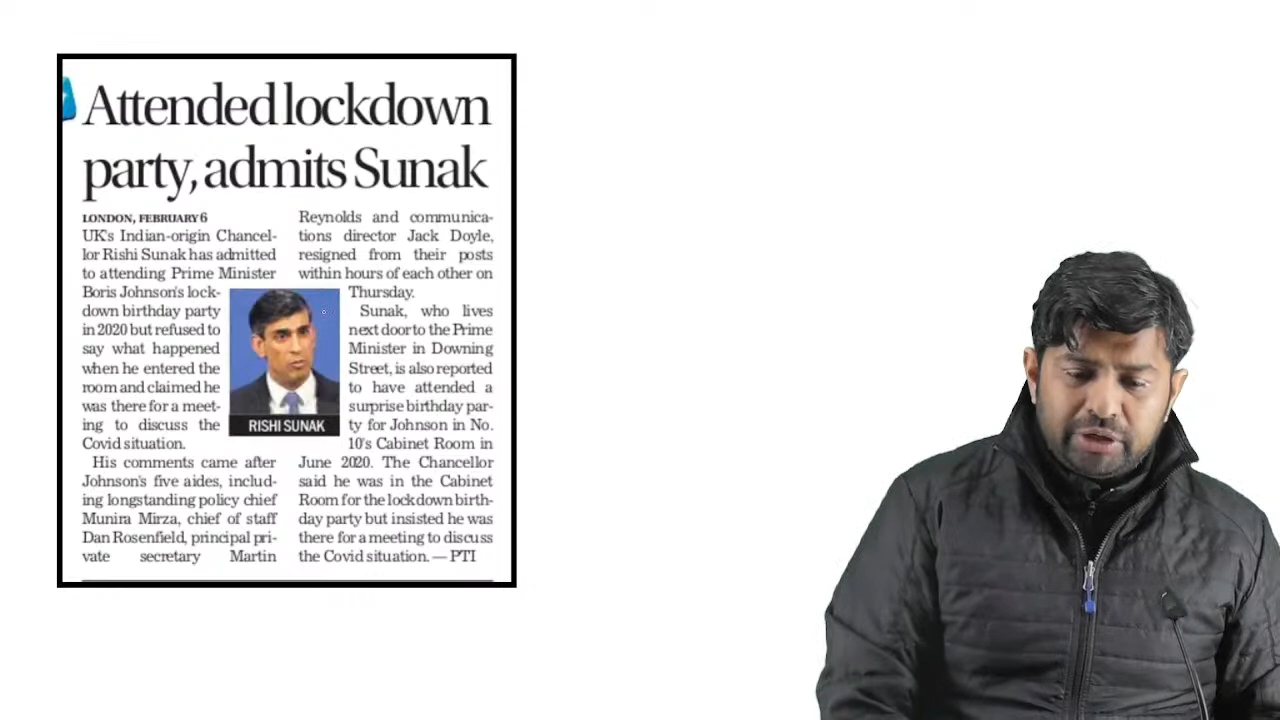 Attended lockdown
party, admits Sunak
LONDON, FEBRUARY 6
UK's Indian-origin Chancel-
lor Rishi Sunak has admitted
to attending Prime Minister
Boris Johnson's lock-
down birthday party
in 2020 but refused to
say what happened
when he entered the
room and claimed he
was there for a meet-
ing to discuss the
Covid situation.
His comments came after
Johnson's five aides, includ-
ing longstanding policy chief
Munira Mirza, chief of staff
Dan Rosenfield, principal pri-
vate secretary Martin
RISHI SUNAK
Reynolds and communica-
tions director Jack Doyle,
resigned from their posts
within hours of each other on
Thursday.
Sunak, who lives
next door to the Prime
Minister in Downing
Street, is also reported
to have attended a
surprise birthday par-
ty for Johnson in No.
10's Cabinet Room in
June 2020. The Chancellor
said he was in the Cabinet
Room for the lockdown birth-
day party but insisted he was
there for a meeting to discuss
the Covid situation. — PTI